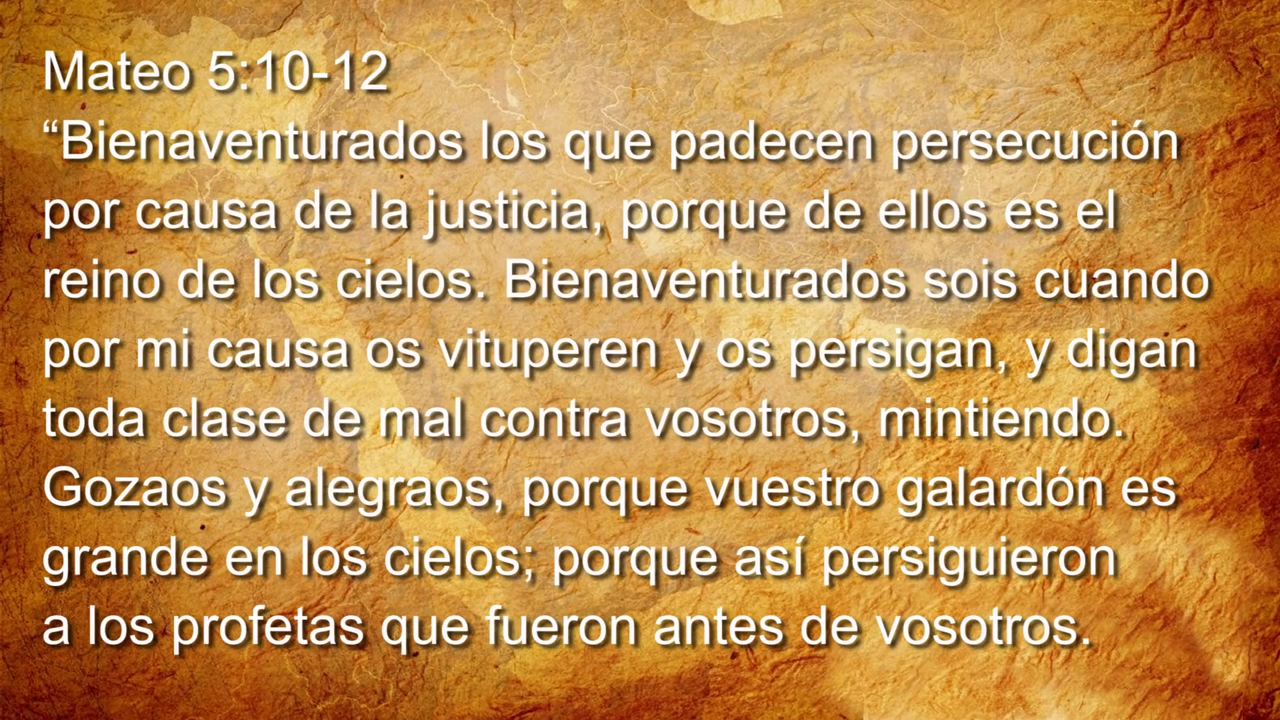 Mateo 5:10-12
“Bienaventurados los que padecen persecución
por causa de la justicia, porque de ellos es el
reino de los cielos. Bienaventurados sois cuando
por mi causa os vituperen y os persigan, y digan
toda clase de mal contra vosotros, mintiendo.
Gozaos y alegraos, porque vuestro galardón es
grande en los cielos; porque así persiguieron
a los profetas que fueron antes de vosotros.